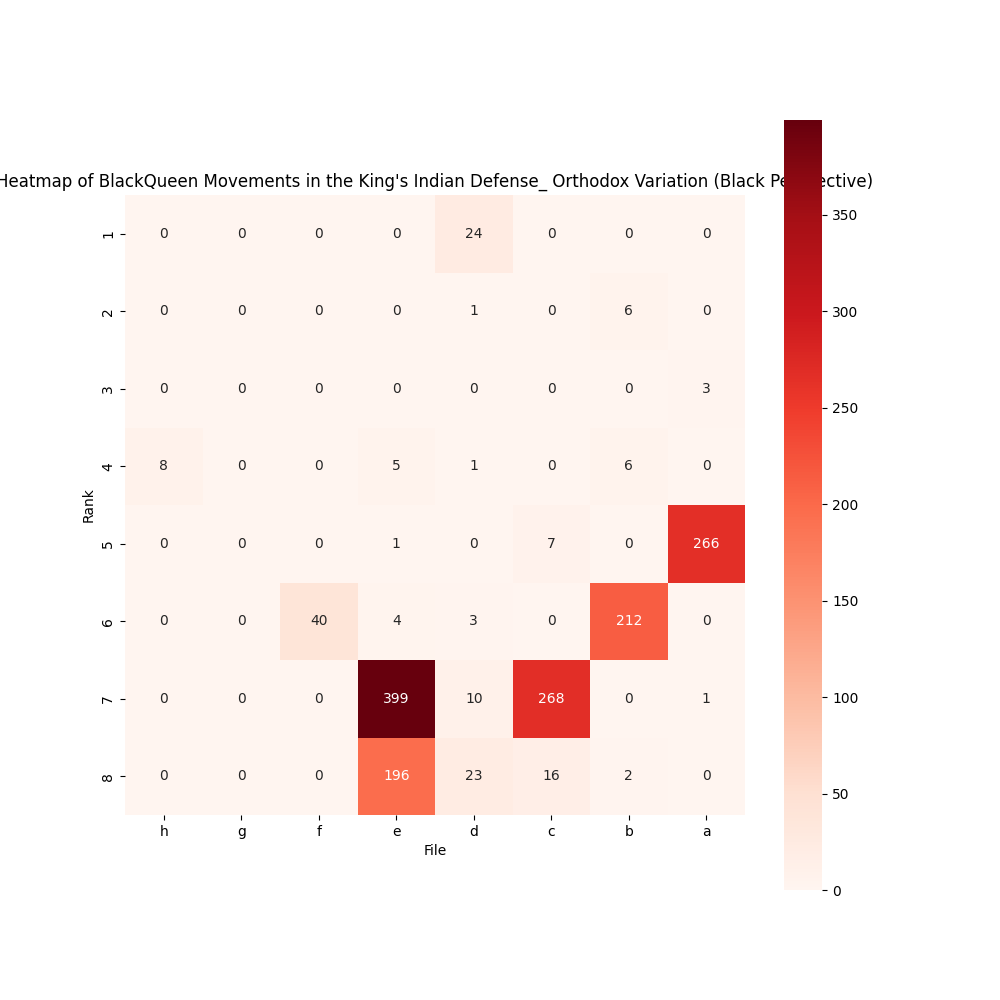 Heatmap of BlackQueen Movements in the King's Indian Defense_ Orthodox Variation (Black Pe ective)
1 0 0 0 0 24 0 0 0
2 0 0 0 0 1 0 6 0
3 0 0 0 0 0 0 0 3
4 8 0 0 5 1 0 6 0
Rank
5 0 0 0 1 0 7 0 266
6 0 0 40 4 3 0 212 0
7 0 0 0 399 10 268 0 1
8 0 0 0 196 23 16 2 0
h g f e d c b a
File
350
300
250
200
150
100
50
0